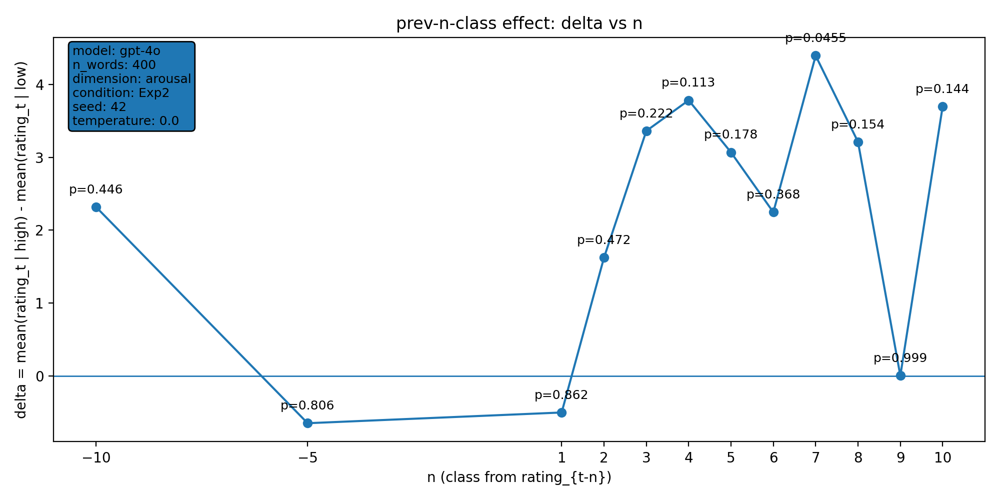 prev-n-class effect: delta vs n
model: gpt-4o
n_words: 400
dimension: arousal
condition: Exp2
seed: 42
temperature: 0.0
delta = mean(rating_t | high) - mean(rating_t | low)
4
3
2
1
0
p=0.446
p=0.806
p=0.862
p=0.472
p=0.222
p=0.113
p=0.178
p=0.368
p=0.0455
p=0.154
p=0.999
p=0.144
−10 −5 1 2 3 4 5 6 7 8 9 10
n (class from rating_{t-n})